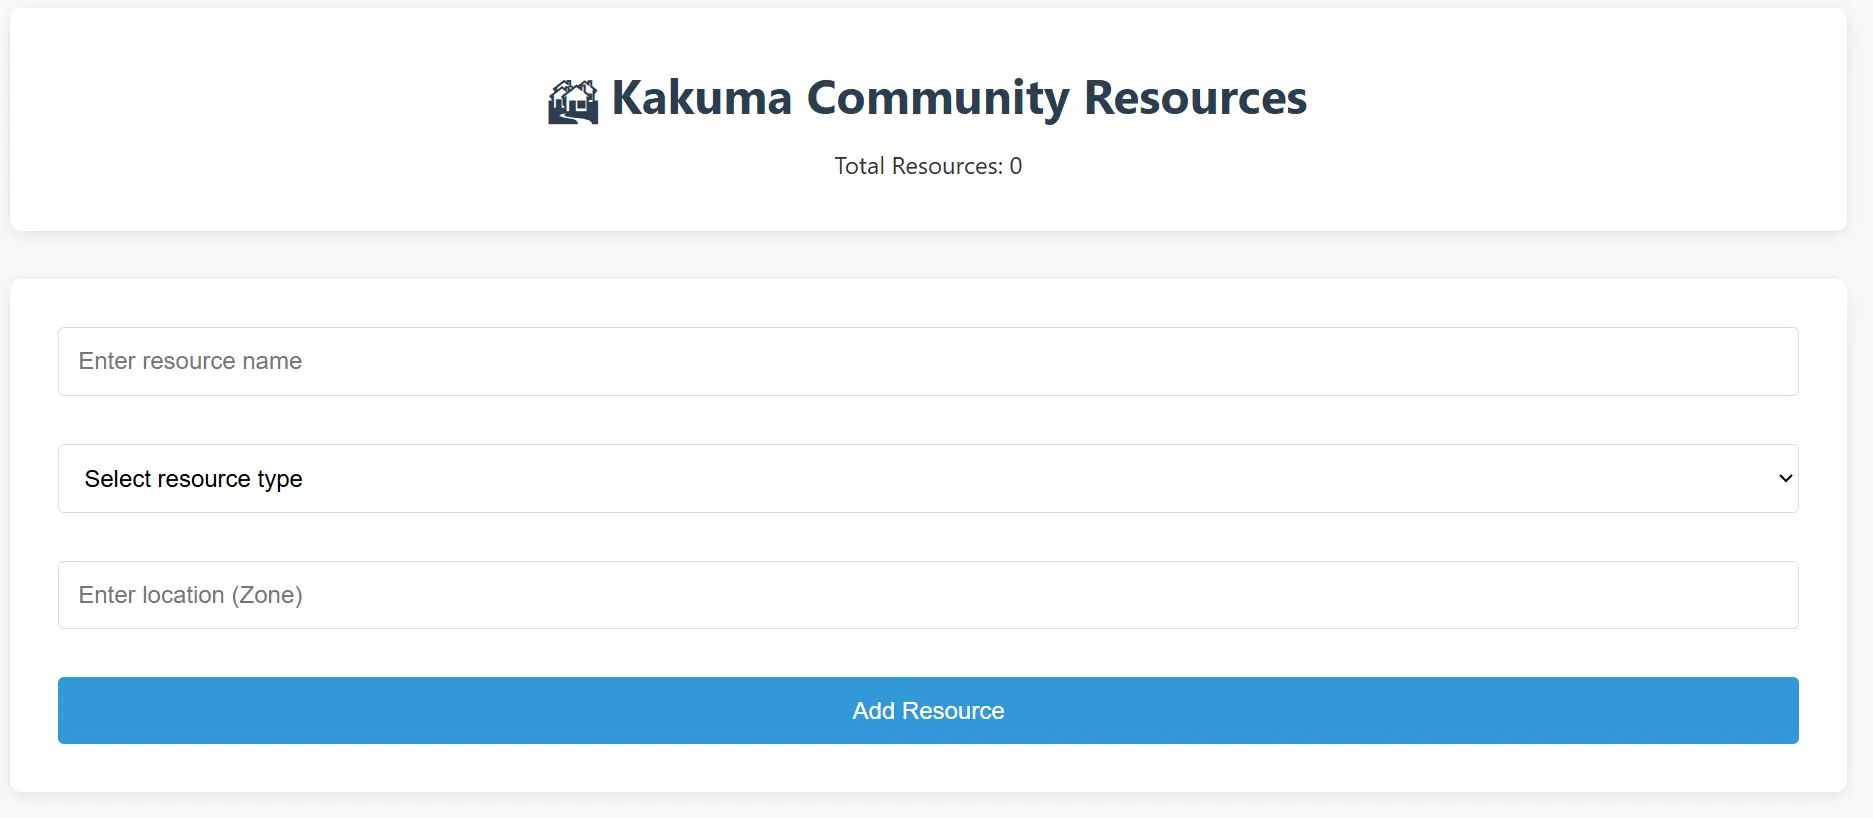 Kakuma Community Resources
Total Resources: 0
Enter resource name
Select resource type
Enter location (Zone)
Add Resource